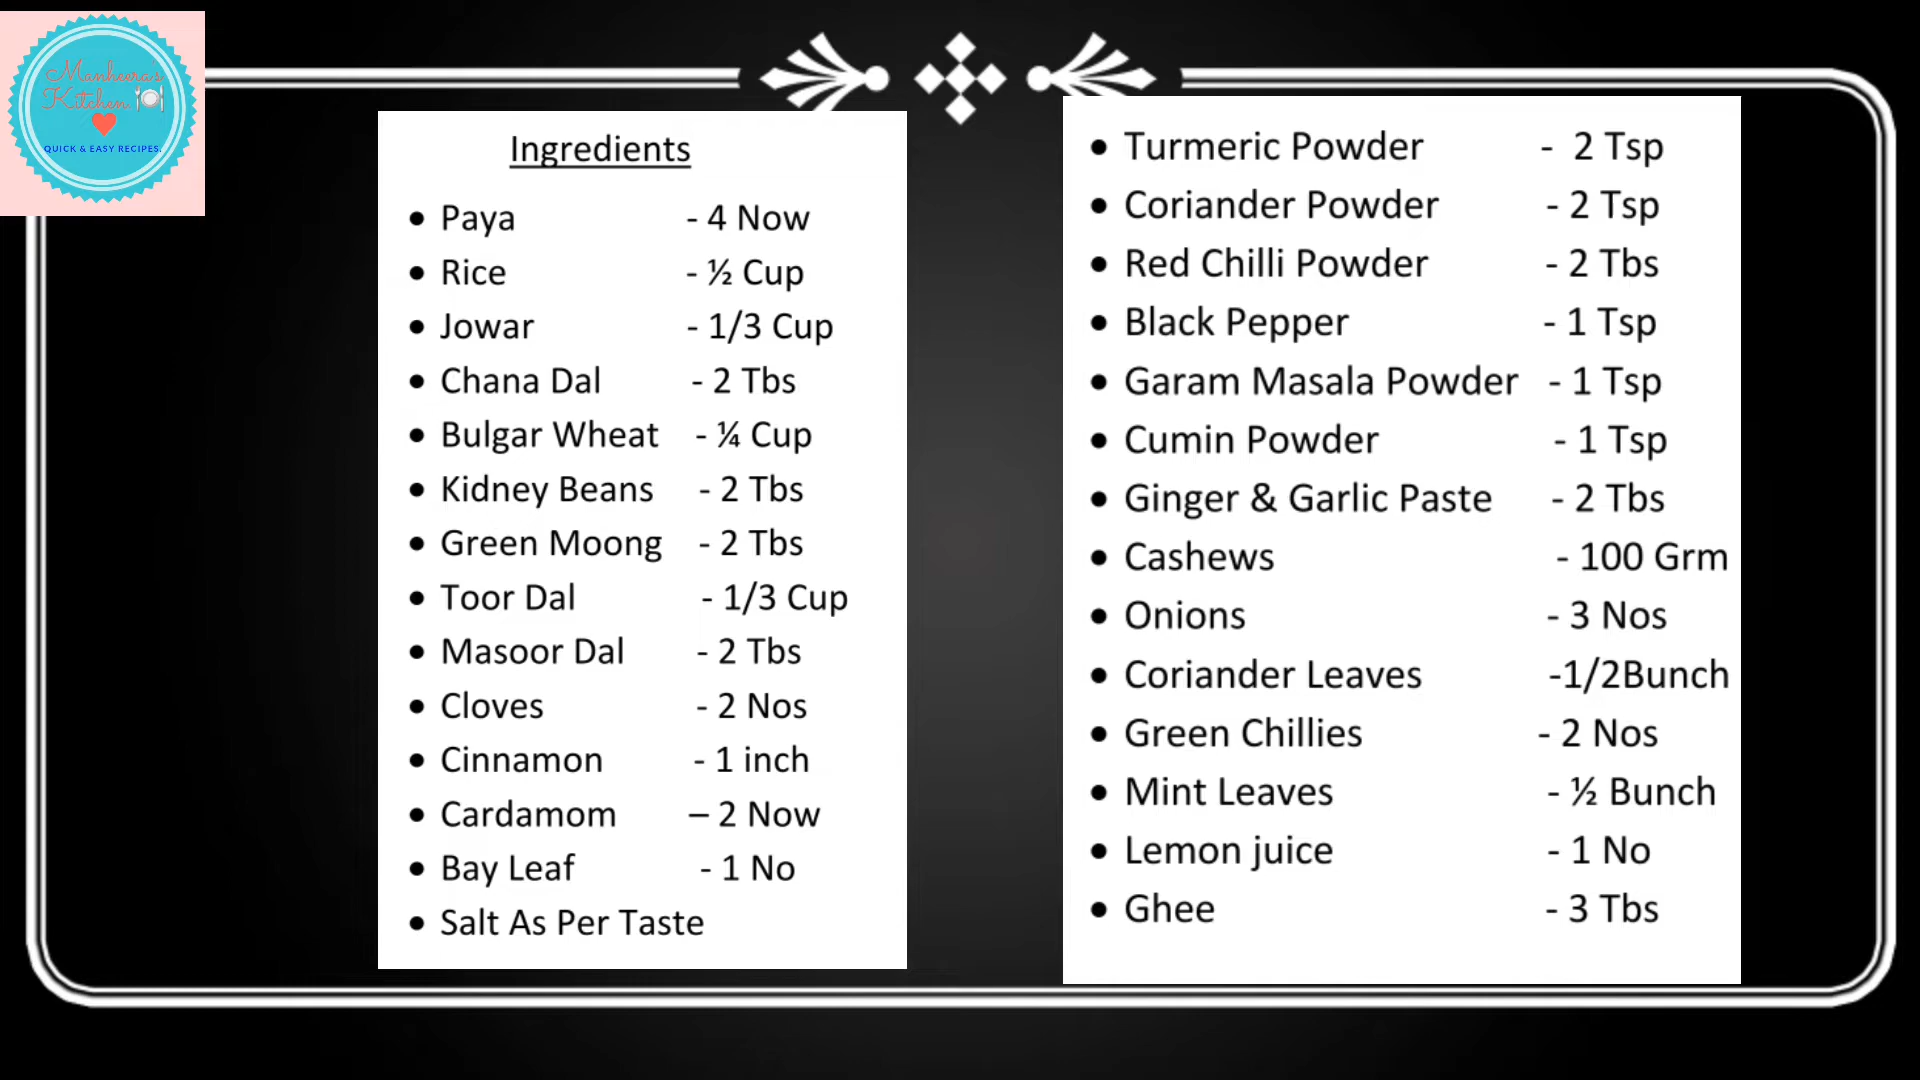 Manheera's
Kitchen
QUICK & EASY RECIPES.
Ingredients
• Paya - 4 Now
• Rice - ½ Cup
• Jowar - 1/3 Cup
• Chana Dal - 2 Tbs
• Bulgar Wheat - ¼ Cup
• Kidney Beans - 2 Tbs
• Green Moong - 2 Tbs
• Toor Dal - 1/3 Cup
• Masoor Dal - 2 Tbs
• Cloves - 2 Nos
• Cinnamon - 1 inch
• Cardamom – 2 Now
• Bay Leaf - 1 No
• Salt As Per Taste
• Turmeric Powder - 2 Tsp
• Coriander Powder - 2 Tsp
• Red Chilli Powder - 2 Tbs
• Black Pepper - 1 Tsp
• Garam Masala Powder - 1 Tsp
• Cumin Powder - 1 Tsp
• Ginger & Garlic Paste - 2 Tbs
• Cashews - 100 Grm
• Onions - 3 Nos
• Coriander Leaves -1/2Bunch
• Green Chillies - 2 Nos
• Mint Leaves - ½ Bunch
• Lemon juice - 1 No
• Ghee - 3 Tbs